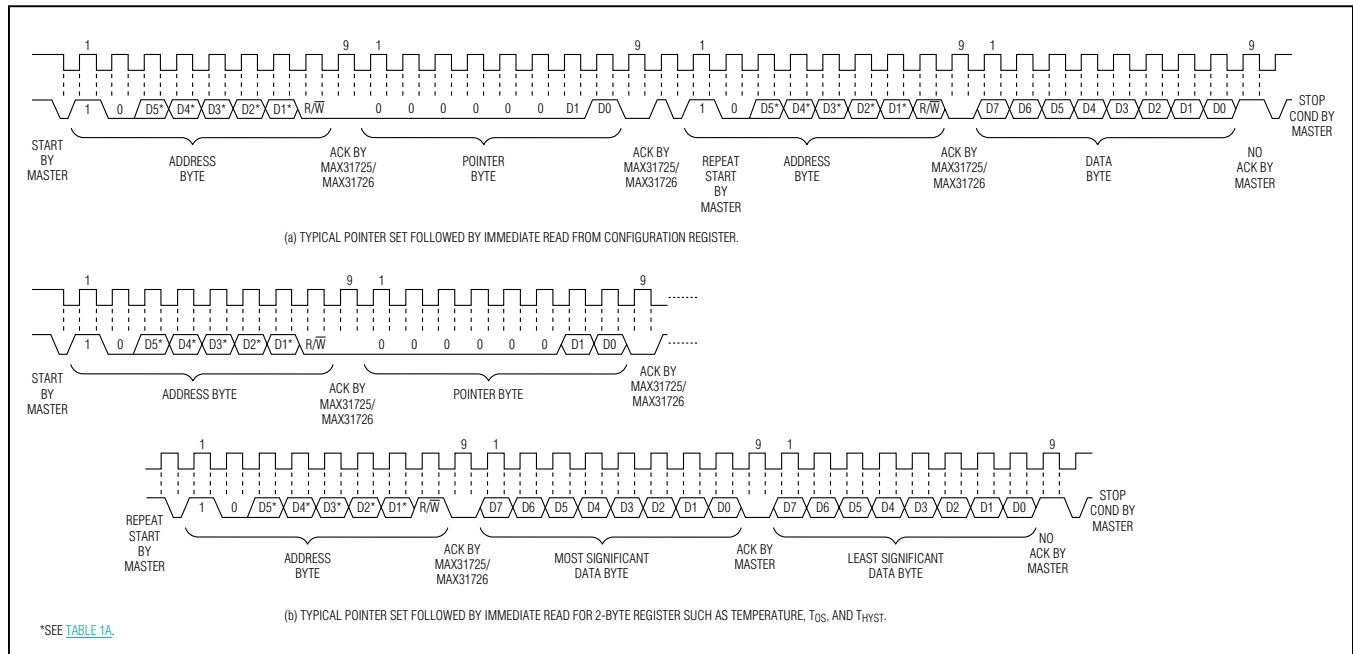 1 9 1 9 1 9 1 9
1 0 D5* D4* D3* D2* D1* R/W̅ 0 0 0 0 0 0 D1 D0 1 0 D5* D4* D3* D2* D1* R/W̅ D7 D6 D5 D4 D3 D2 D1 D0
STOP
COND BY
MASTER
START
BY
MASTER
ADDRESS
BYTE
ACK BY
MAX31725/
MAX31726
POINTER
BYTE
ACK BY
MAX31725/
MAX31726
REPEAT
START
BY
MASTER
ADDRESS
BYTE
ACK BY
MAX31725/
MAX31726
DATA
BYTE
NO
ACK BY
MASTER
(a) TYPICAL POINTER SET FOLLOWED BY IMMEDIATE READ FROM CONFIGURATION REGISTER.
1 9 1 9
1 0 D5* D4* D3* D2* D1* R/W̅ 0 0 0 0 0 0 D1 D0
START
BY
MASTER
ADDRESS BYTE
ACK BY
MAX31725/
MAX31726
POINTER BYTE
ACK BY
MAX31725/
MAX31726
1 9 1 9 1 9
1 0 D5* D4* D3* D2* D1* R/W̅ D7 D6 D5 D4 D3 D2 D1 D0 D7 D6 D5 D4 D3 D2 D1 D0
STOP
COND BY
MASTER
REPEAT
START
BY
MASTER
ADDRESS
BYTE
ACK BY
MAX31725/
MAX31726
MOST SIGNIFICANT
DATA BYTE
ACK BY
MASTER
LEAST SIGNIFICANT
DATA BYTE
NO
ACK BY
MASTER
(b) TYPICAL POINTER SET FOLLOWED BY IMMEDIATE READ FOR 2-BYTE REGISTER SUCH AS TEMPERATURE, TOS, AND THYST.
*SEE TABLE 1A.